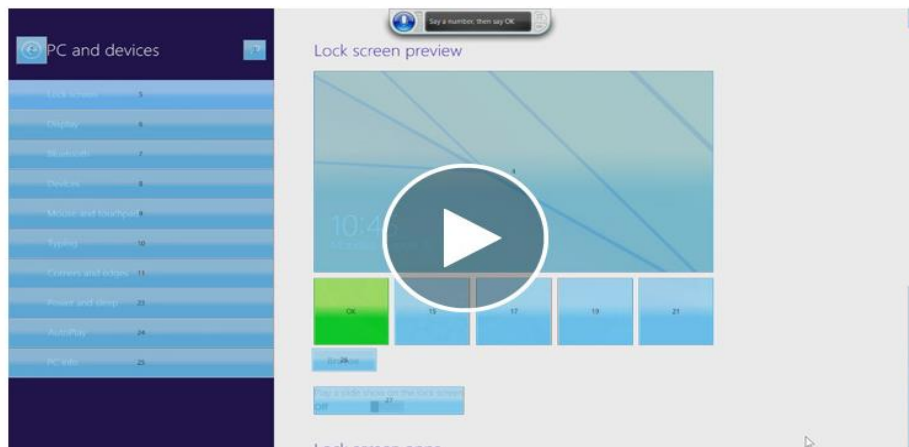 Say a number, then say OK
PC and devices
Lock screen preview
Lock screen 5
Display 6
Bluetooth 7
Devices 8
Mouse and touchpad 9
Typing 10
Corners and edges 11
Power and sleep 23
AutoPlay 24
PC info 25
10:45
OK
15
17
19
21
Browse 26
Play a slide show on the lock screen
Off 27